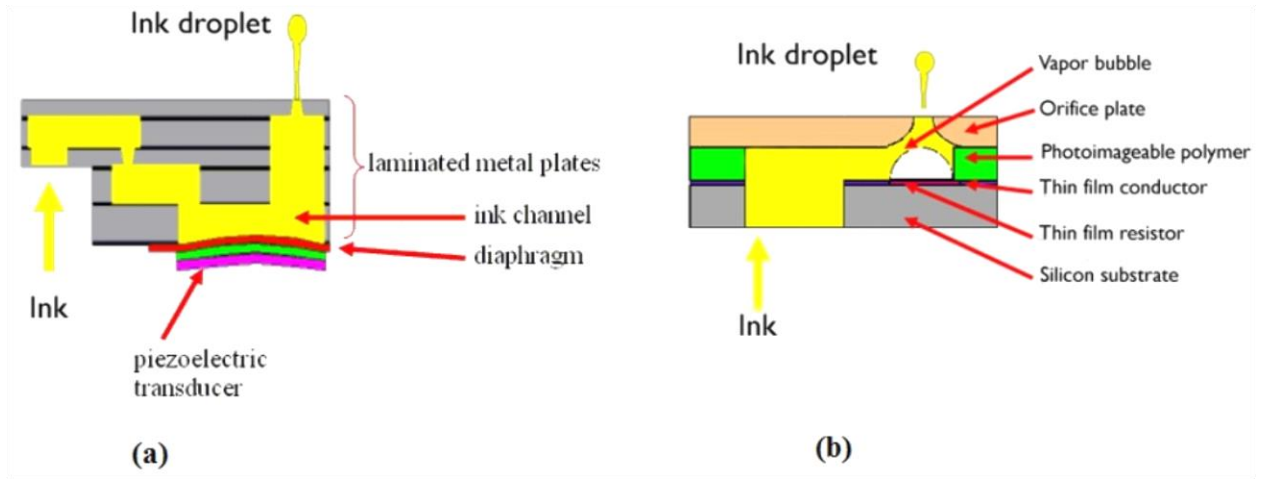 Ink droplet
laminated metal plates
ink channel
diaphragm
Ink
piezoelectric
transducer
(a)
Ink droplet
Vapor bubble
Orifice plate
Photoimageable polymer
Thin film conductor
Thin film resistor
Silicon substrate
Ink
(b)